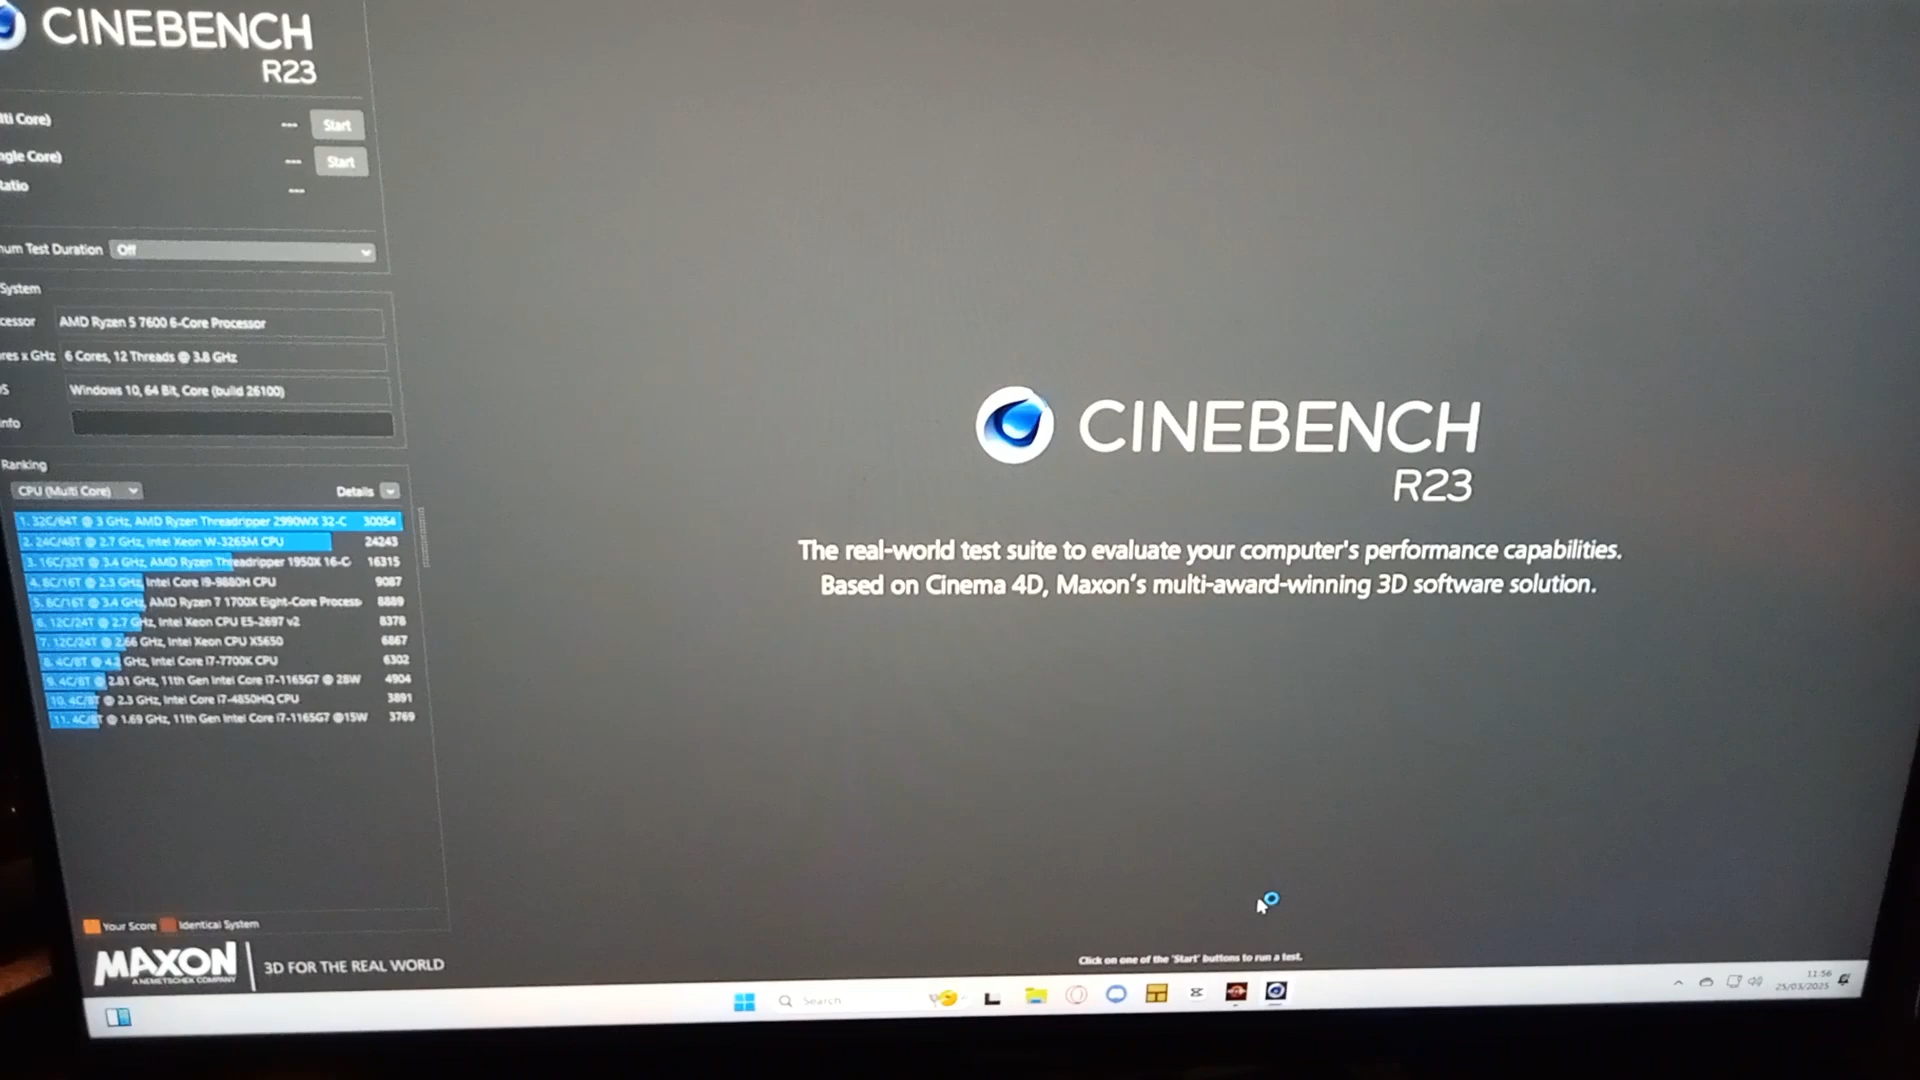 CINEBENCH
R23
lti Core) --- Start
ngle Core) --- Start
Ratio ---
num Test Duration Off
System
cessor AMD Ryzen 5 7600 6-Core Processor
res x GHz 6 Cores, 12 Threads @ 3.8 GHz
OS Windows 10, 64 Bit, Core (build 26100)
Info
Ranking
CPU (Multi Core) Details
1. 32C/64T @ 3 GHz, AMD Ryzen Threadripper 2990WX 32-C 30054
2. 24C/48T @ 2.7 GHz, Intel Xeon W-3265M CPU 24243
3. 16C/32T @ 3.4 GHz, AMD Ryzen Threadripper 1950X 16-C 16315
4. 8C/16T @ 2.3 GHz, Intel Core i9-9880H CPU 9087
5. 8C/16T @ 3.4 GHz, AMD Ryzen 7 1700X Eight-Core Process 8889
6. 12C/24T @ 2.7 GHz, Intel Xeon CPU E5-2697 v2 8378
7. 12C/24T @ 2.66 GHz, Intel Xeon CPU X5650 6867
8. 4C/8T @ 4.2 GHz, Intel Core i7-7700K CPU 6302
9. 4C/8T @ 2.81 GHz, 11th Gen Intel Core i7-1165G7 @ 28W 4904
10. 4C/8T @ 2.3 GHz, Intel Core i7-4850HQ CPU 3891
11. 4C/8T @ 1.69 GHz, 11th Gen Intel Core i7-1165G7 @15W 3769
Your Score Identical System
MAXON
A NEMETSCHEK COMPANY
3D FOR THE REAL WORLD
CINEBENCH
R23
The real-world test suite to evaluate your computer's performance capabilities.
Based on Cinema 4D, Maxon's multi-award-winning 3D software solution.
Click on one of the 'Start' buttons to run a test.
Search
11:56
25/03/2025